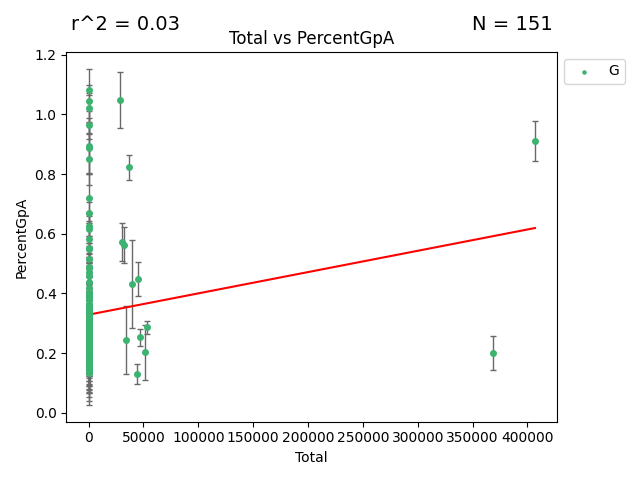 r^2 = 0.03
N = 151
Total vs PercentGpA
G
PercentGpA
1.2
1.0
0.8
0.6
0.4
0.2
0.0
0
50000
100000
150000
200000
250000
300000
350000
400000
Total